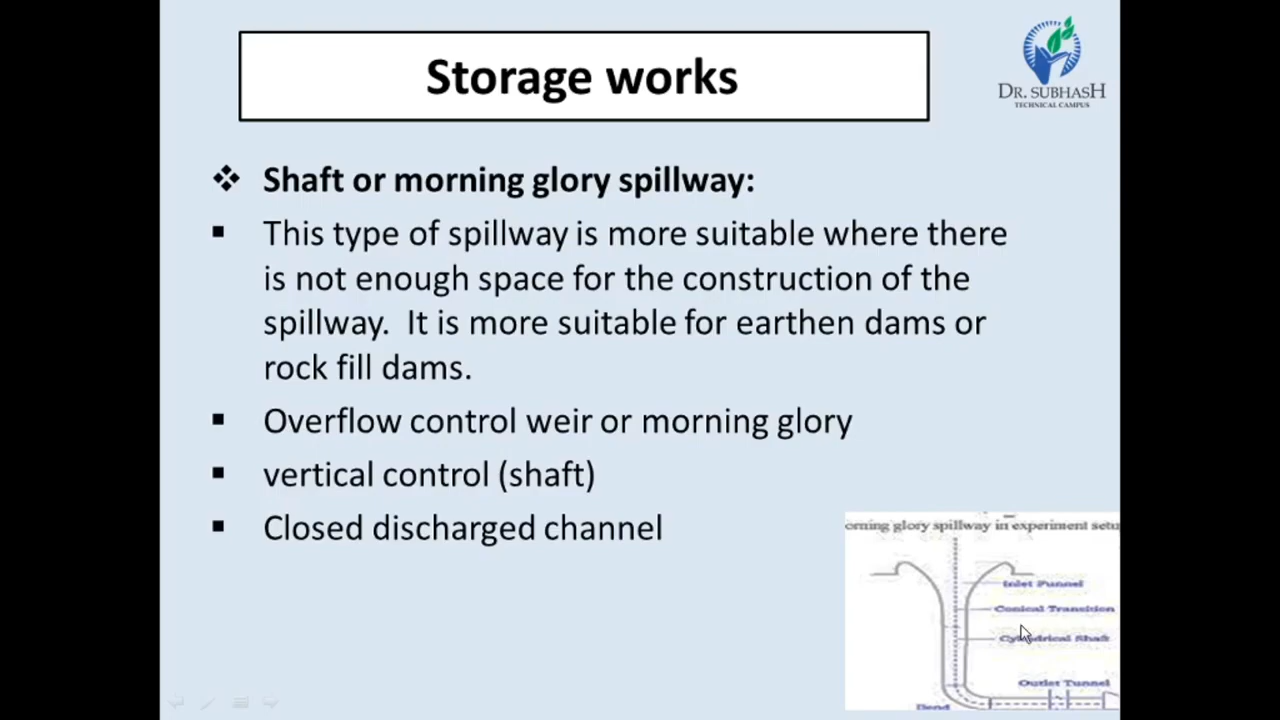 Storage works
DR. SUBHASH
TECHNICAL CAMPUS
❖ Shaft or morning glory spillway:
▪ This type of spillway is more suitable where there
is not enough space for the construction of the
spillway. It is more suitable for earthen dams or
rock fill dams.
▪ Overflow control weir or morning glory
▪ vertical control (shaft)
▪ Closed discharged channel
orning glory spillway in experiment setu
Inlet Funnel
Conical Transition
Cylindrical Shaft
Outlet Tunnel
Bend